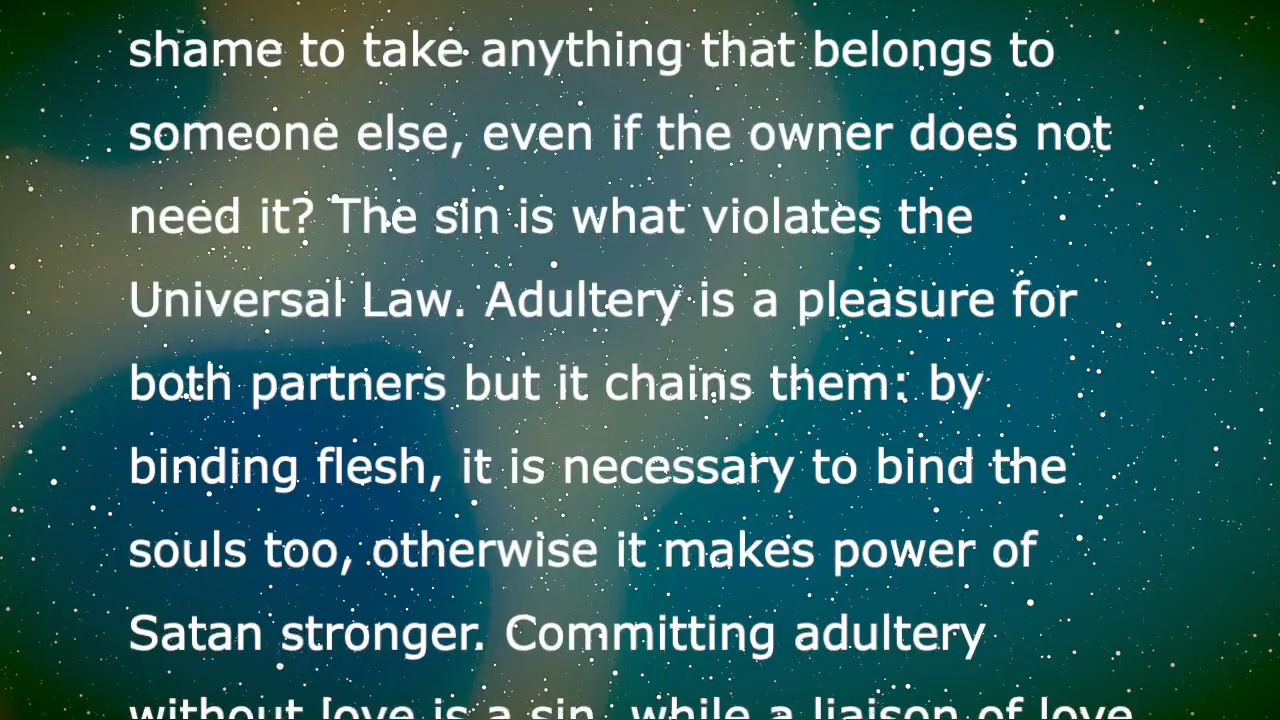 shame to take anything that belongs to
someone else, even if the owner does not
need it? The sin is what violates the
Universal Law. Adultery is a pleasure for
both partners but it chains them: by
binding flesh, it is necessary to bind the
souls too, otherwise it makes power of
Satan stronger. Committing adultery
without love is a sin, while a liaison of love